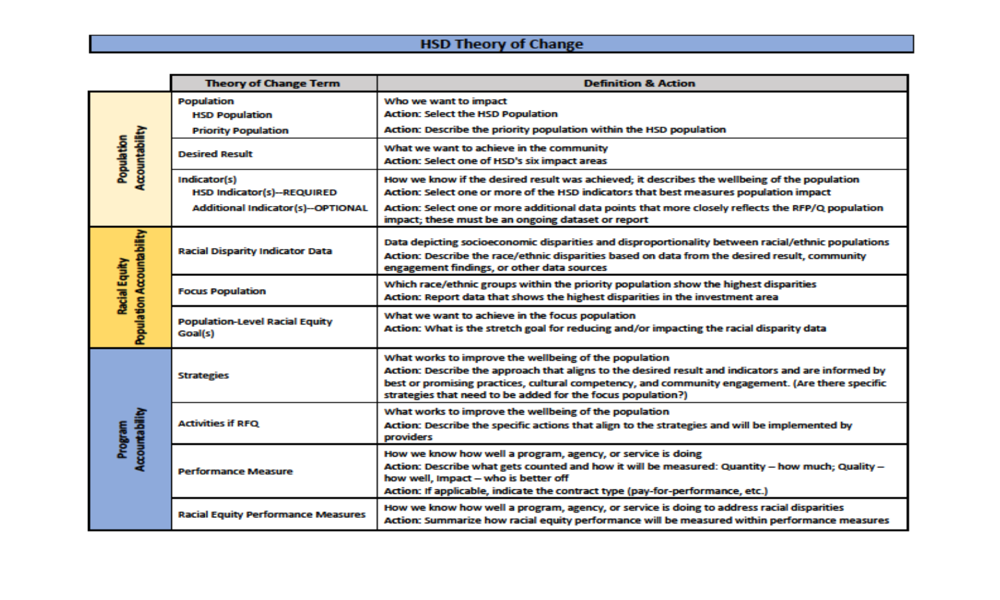 HSD Theory of Change
Theory of Change Term
Definition & Action
Population
Accountability
Population
HSD Population
Priority Population
Who we want to impact
Action: Select the HSD Population
Action: Describe the priority population within the HSD population
Desired Result
What we want to achieve in the community
Action: Select one of HSD's six impact areas
Indicator(s)
HSD Indicator(s)--REQUIRED
Additional Indicator(s)--OPTIONAL
How we know if the desired result was achieved; it describes the wellbeing of the population
Action: Select one or more of the HSD indicators that best measures population impact
Action: Select one or more additional data points that more closely reflects the RFP/Q population
impact; these must be an ongoing dataset or report
Racial Equity
Population Accountability
Racial Disparity Indicator Data
Data depicting socioeconomic disparities and disproportionality between racial/ethnic populations
Action: Describe the race/ethnic disparities based on data from the desired result, community
engagement findings, or other data sources
Focus Population
Which race/ethnic groups within the priority population show the highest disparities
Action: Report data that shows the highest disparities in the investment area
Population-Level Racial Equity
Goal(s)
What we want to achieve in the focus population
Action: What is the stretch goal for reducing and/or impacting the racial disparity data
Program
Accountability
Strategies
What works to improve the wellbeing of the population
Action: Describe the approach that aligns to the desired result and indicators and are informed by
best or promising practices, cultural competency, and community engagement. (Are there specific
strategies that need to be added for the focus population?)
Activities if RFQ
What works to improve the wellbeing of the population
Action: Describe the specific actions that align to the strategies and will be implemented by
providers
Performance Measure
How we know how well a program, agency, or service is doing
Action: Describe what gets counted and how it will be measured: Quantity – how much; Quality –
how well, Impact – who is better off
Action: If applicable, indicate the contract type (pay-for-performance, etc.)
Racial Equity Performance Measures
How we know how well a program, agency, or service is doing to address racial disparities
Action: Summarize how racial equity performance will be measured within performance measures